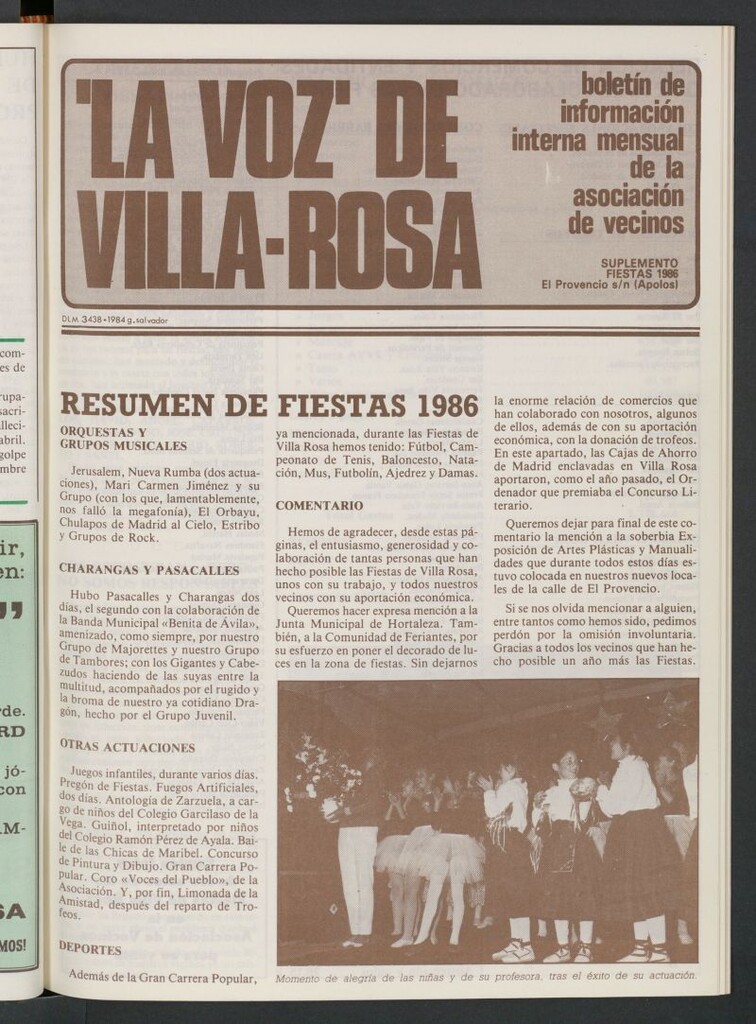 "LA VOZ" DE
VILLA-ROSA
boletín de
información
interna mensual
de la
asociación
de vecinos
SUPLEMENTO
FIESTAS 1986
El Provencio s/n (Apolos)
DLM 3438-1984 g.salvador
RESUMEN DE FIESTAS 1986
ORQUESTAS Y
GRUPOS MUSICALES
Jerusalem, Nueva Rumba (dos actua-
ciones), Mari Carmen Jiménez y su
Grupo (con los que, lamentablemente,
nos falló la megafonía), El Orbayu,
Chulapos de Madrid al Cielo, Estribo
y Grupos de Rock.
CHARANGAS Y PASACALLES
Hubo Pasacalles y Charangas dos
días, el segundo con la colaboración de
la Banda Municipal «Benita de Ávila»,
amenizado, como siempre, por nuestro
Grupo de Majorettes y nuestro Grupo
de Tambores; con los Gigantes y Cabe-
zudos haciendo de las suyas entre la
multitud, acompañados por el rugido y
la broma de nuestro ya cotidiano Dra-
gón, hecho por el Grupo Juvenil.
OTRAS ACTUACIONES
Juegos infantiles, durante varios días.
Pregón de Fiestas. Fuegos Artificiales,
dos días. Antología de Zarzuela, a car-
go de niños del Colegio Garcilaso de la
Vega. Guiñol, interpretado por niños
del Colegio Ramón Pérez de Ayala. Bai-
le de las Chicas de Maribel. Concurso
de Pintura y Dibujo. Gran Carrera Po-
pular. Coro «Voces del Pueblo», de la
Asociación. Y, por fin, Limonada de la
Amistad, después del reparto de Tro-
feos.
DEPORTES
Además de la Gran Carrera Popular,
ya mencionada, durante las Fiestas de
Villa Rosa hemos tenido: Fútbol, Cam-
peonato de Tenis, Baloncesto, Nata-
ción, Mus, Futbolín, Ajedrez y Damas.
COMENTARIO
Hemos de agradecer, desde estas pá-
ginas, el entusiasmo, generosidad y co-
laboración de tantas personas que han
hecho posible las Fiestas de Villa Rosa,
unos con su trabajo, y todos nuestros
vecinos con su aportación económica.
Queremos hacer expresa mención a la
Junta Municipal de Hortaleza. Tam-
bién, a la Comunidad de Feriantes, por
su esfuerzo en poner el decorado de lu-
ces en la zona de fiestas. Sin dejarnos
la enorme relación de comercios que
han colaborado con nosotros, algunos
de ellos, además de con su aportación
económica, con la donación de trofeos.
En este apartado, las Cajas de Ahorro
de Madrid enclavadas en Villa Rosa
aportaron, como el año pasado, el Or-
denador que premiaba el Concurso Li-
terario.
Queremos dejar para final de este co-
mentario la mención a la soberbia Ex-
posición de Artes Plásticas y Manuali-
dades que durante todos estos días es-
tuvo colocada en nuestros nuevos loca-
les de la calle de El Provencio.
Si se nos olvida mencionar a alguien,
entre tantos como hemos sido, pedimos
perdón por la omisión involuntaria.
Gracias a todos los vecinos que han he-
cho posible un año más las Fiestas.
Momento de alegría de las niñas y de su profesora, tras el éxito de su actuación.
com-
es de
rupa-
sacri-
lleci-
abril.
golpe
mbre
ir,
en:
"
rde.
RD
jó-
con
M-
SA
MOS!